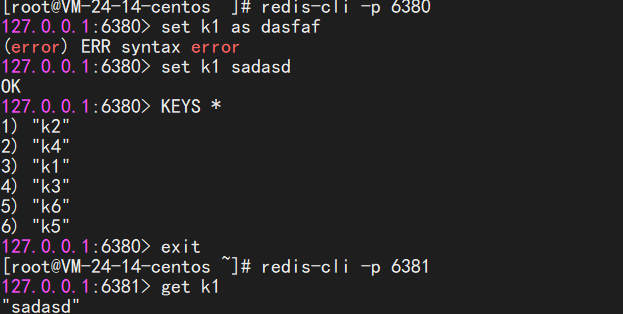 [root@VM-24-14-centos ~]# redis-cli -p 6380
127.0.0.1:6380> set k1 as dasfaf
(error) ERR syntax error
127.0.0.1:6380> set k1 sadasd
OK
127.0.0.1:6380> KEYS *
1) "k2"
2) "k4"
3) "k1"
4) "k3"
5) "k6"
6) "k5"
127.0.0.1:6380> exit
[root@VM-24-14-centos ~]# redis-cli -p 6381
127.0.0.1:6381> get k1
"sadasd"